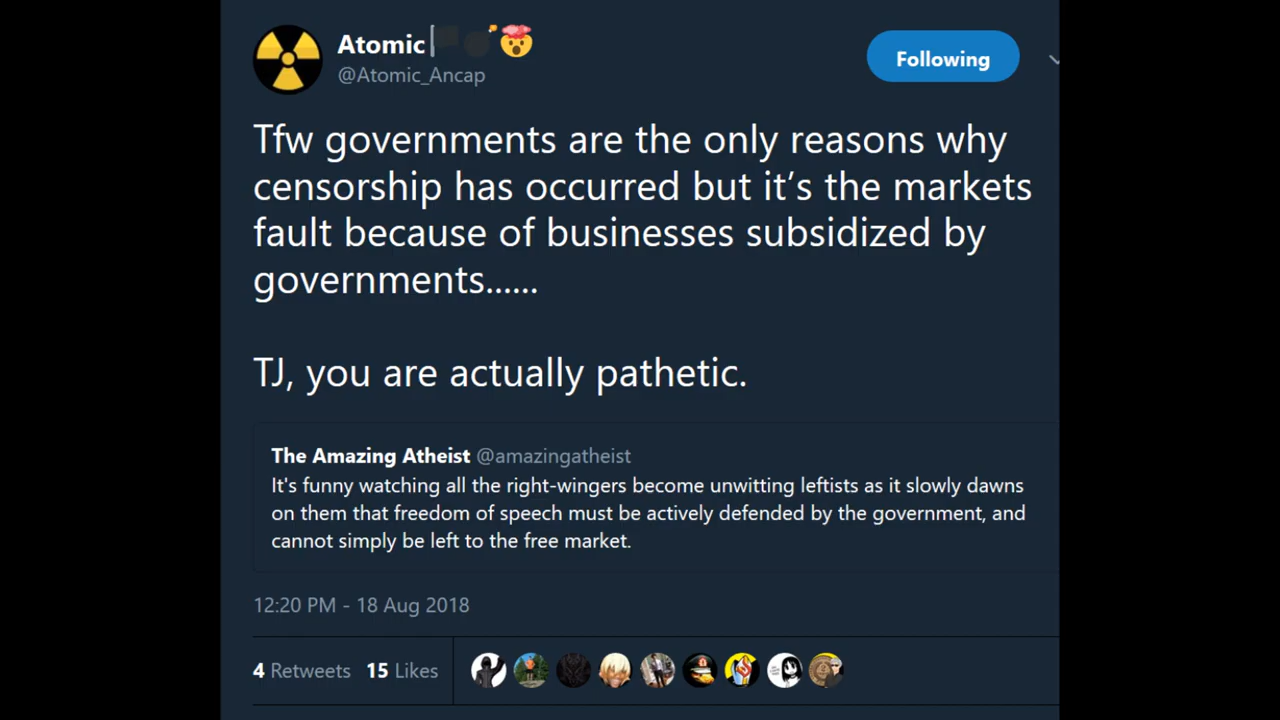 Atomic
@Atomic_Ancap
Following
Tfw governments are the only reasons why
censorship has occurred but it’s the markets
fault because of businesses subsidized by
governments......
TJ, you are actually pathetic.
The Amazing Atheist @amazingatheist
It's funny watching all the right-wingers become unwitting leftists as it slowly dawns
on them that freedom of speech must be actively defended by the government, and
cannot simply be left to the free market.
12:20 PM - 18 Aug 2018
4 Retweets 15 Likes